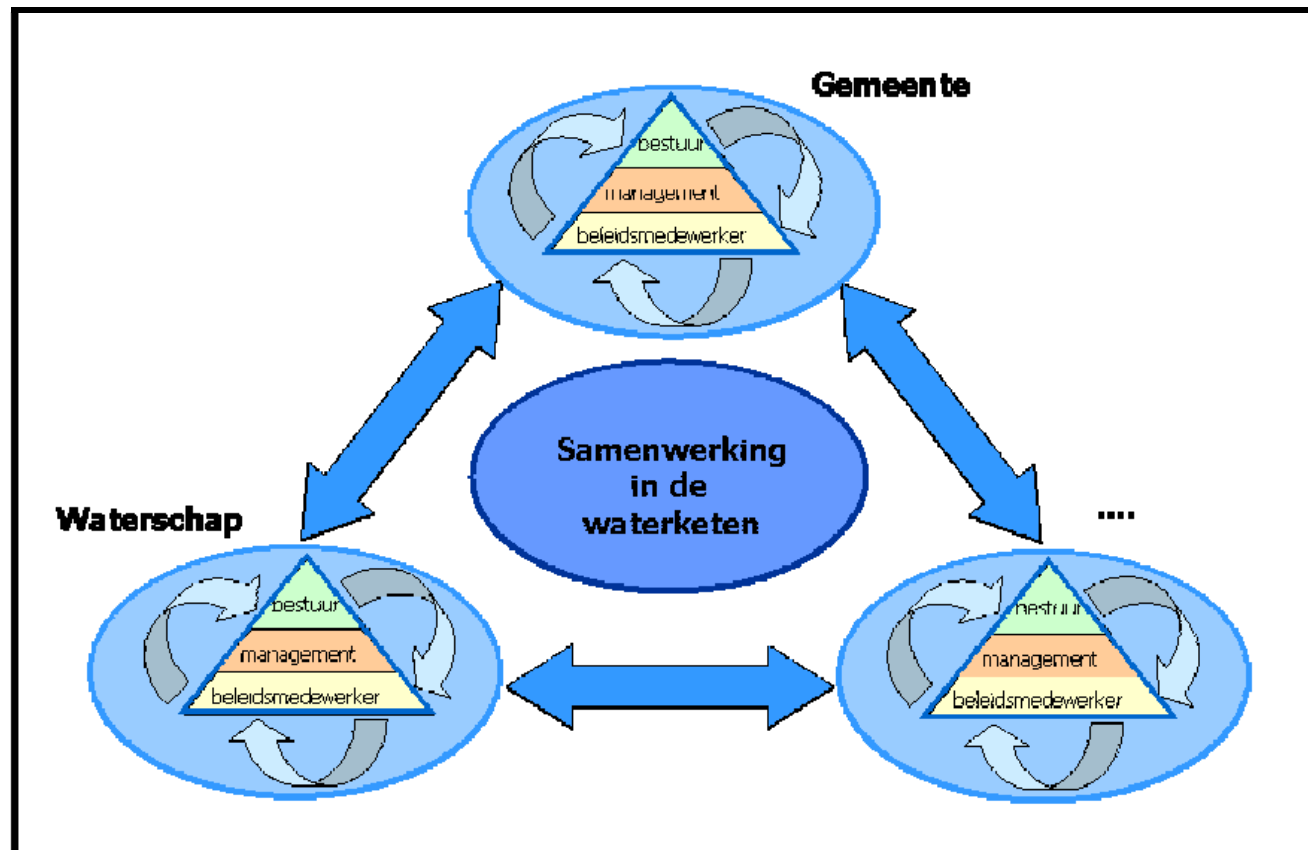 Gemeente
bestuur
management
beleidsmedewerker
Samenwerking
in de
waterketen
Waterschap
bestuur
management
beleidsmedewerker
....
bestuur
management
beleidsmedewerker